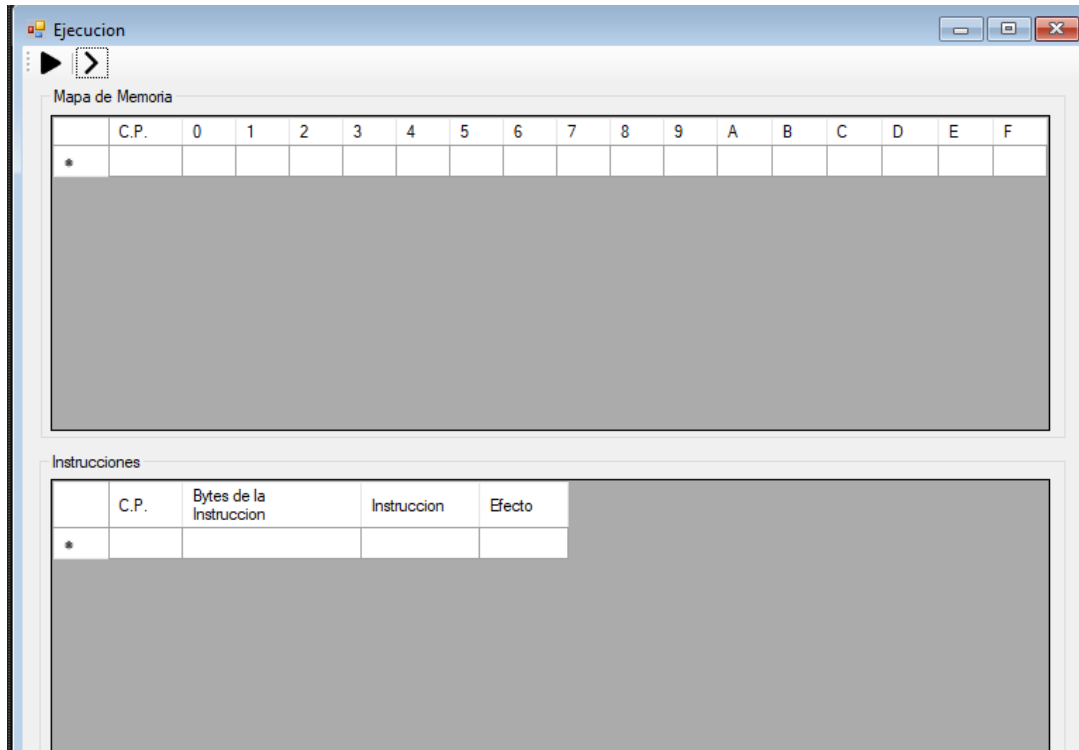 Ejecucion
Mapa de Memoria
C.P. 0 1 2 3 4 5 6 7 8 9 A B C D E F
Instrucciones
C.P. Bytes de la Instruccion Instruccion Efecto